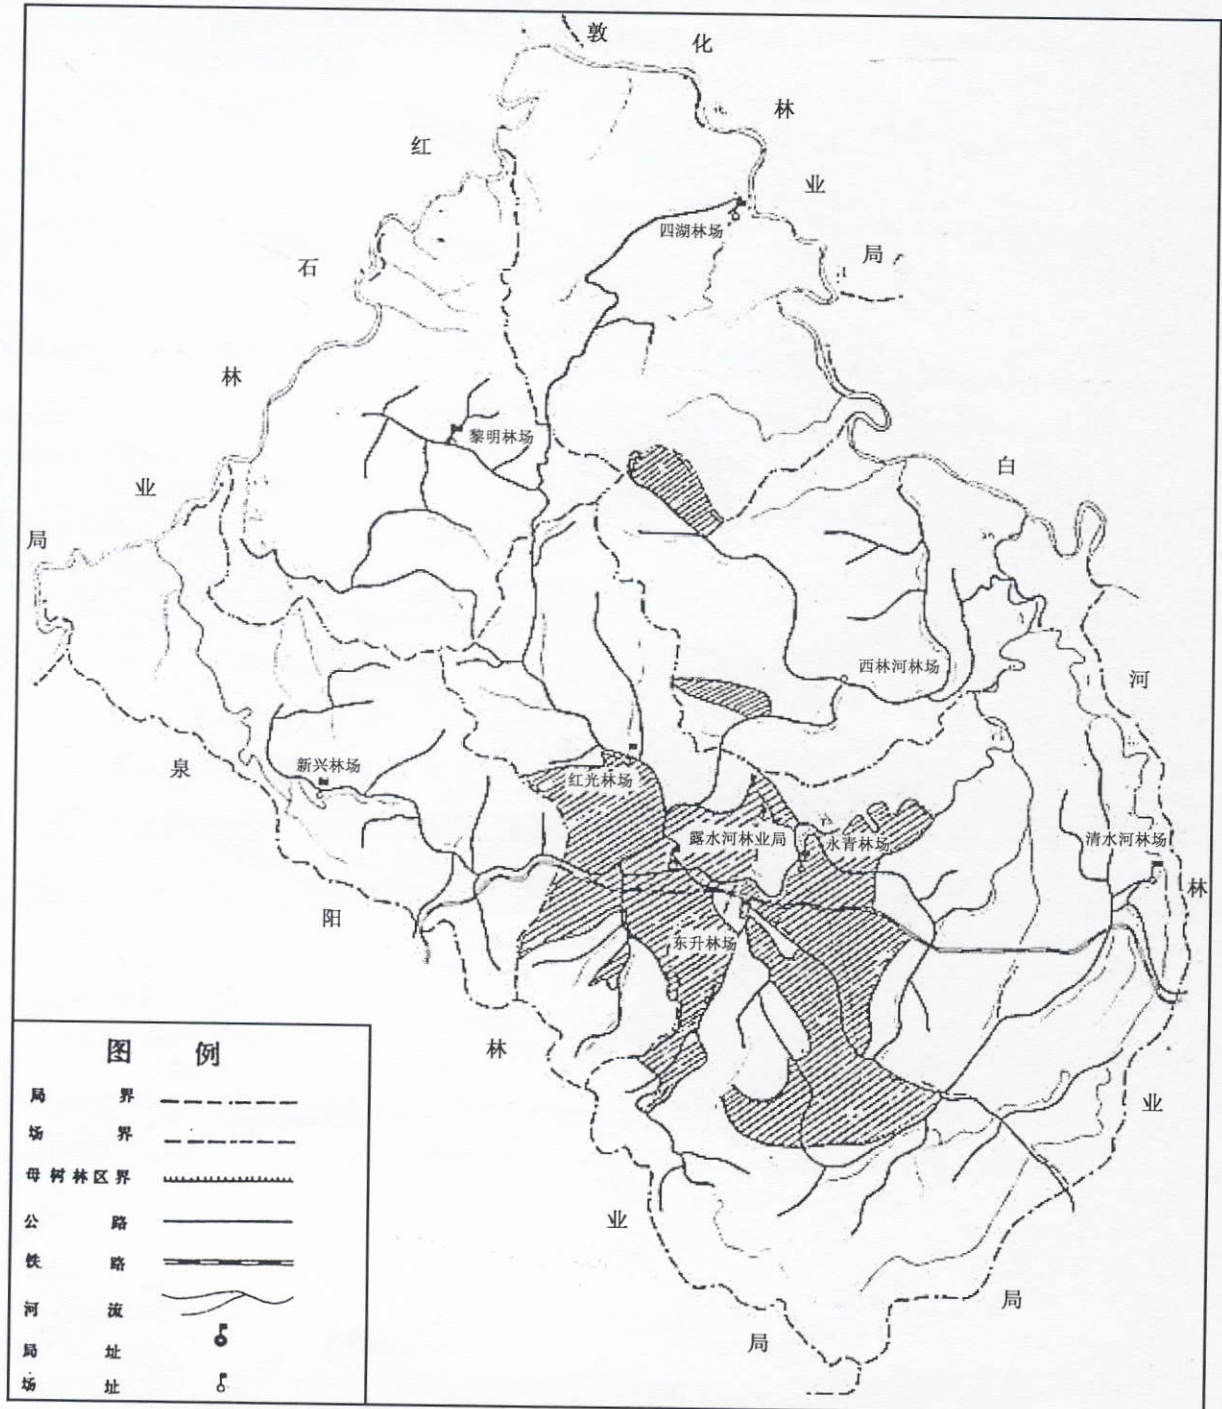 敦化林业局
红石林业局
白河林业局
泉阳林业局
四湖林场
黎明林场
西林河林场
新兴林场
红光林场
露水河林业局
永青林场
清水河林场
东升林场
图例
局界
场界
母树林区界
公路
铁路
河流
局址
场址